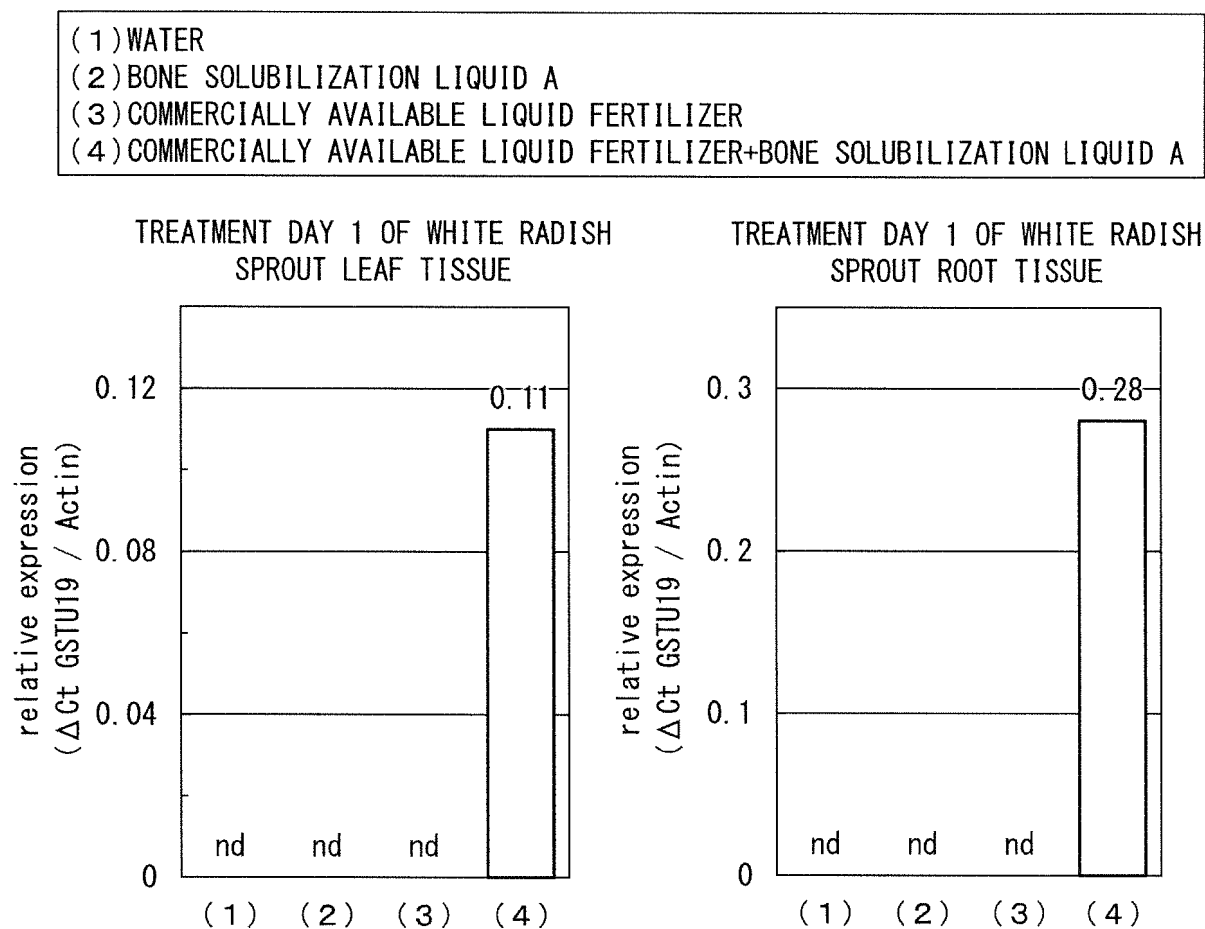 (1)WATER
(2)BONE SOLUBILIZATION LIQUID A
(3)COMMERCIALLY AVAILABLE LIQUID FERTILIZER
(4)COMMERCIALLY AVAILABLE LIQUID FERTILIZER+BONE SOLUBILIZATION LIQUID A
TREATMENT DAY 1 OF WHITE RADISH
SPROUT LEAF TISSUE
relative expression
(ΔCt GSTU19 / Actin)
0.12
0.08
0.04
0
0.11
nd nd nd
(1) (2) (3) (4)
TREATMENT DAY 1 OF WHITE RADISH
SPROUT ROOT TISSUE
relative expression
(ΔCt GSTU19 / Actin)
0.3
0.2
0.1
0
0.28
nd nd nd
(1) (2) (3) (4)